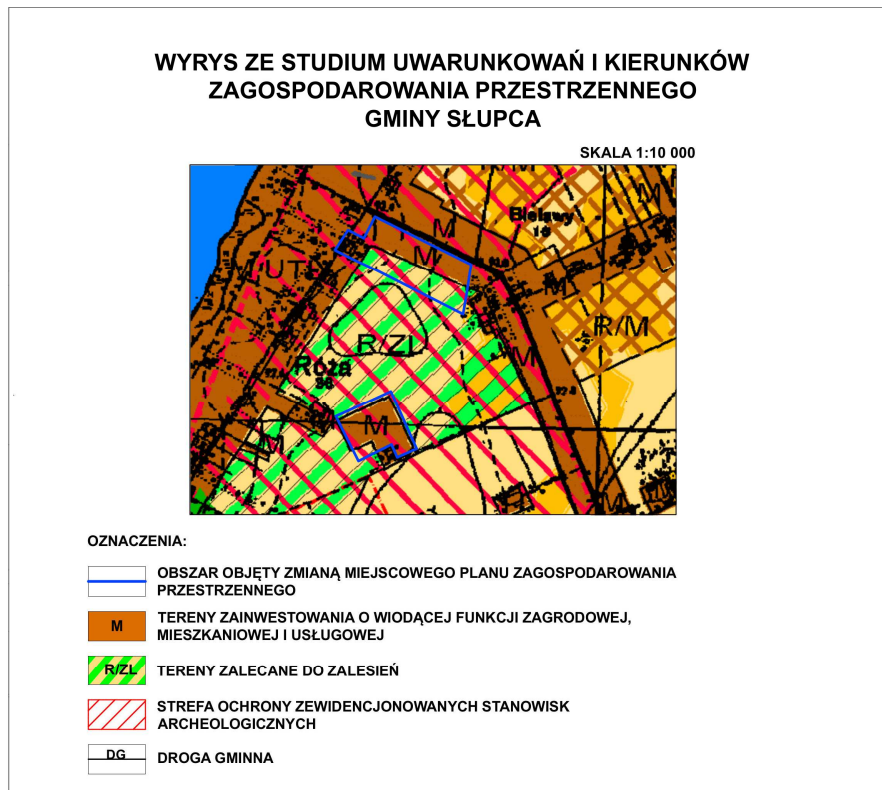 WYRYS ZE STUDIUM UWARUNKOWAŃ I KIERUNKÓW
ZAGOSPODAROWANIA PRZESTRZENNEGO
GMINY SŁUPCA
SKALA 1:10 000
R/M
M
Bielawy
M
M
M
R/M
R/ZL
Róża
36
M
M
M
OZNACZENIA:
OBSZAR OBJĘTY ZMIANĄ MIEJSCOWEGO PLANU ZAGOSPODAROWANIA
PRZESTRZENNEGO
M
TERENY ZAINWESTOWANIA O WIODĄCEJ FUNKCJI ZAGRODOWEJ,
MIESZKANIOWEJ I USŁUGOWEJ
R/ZL
TERENY ZALECANE DO ZALESIEŃ
STREFA OCHRONY ZEWIDENCJONOWANYCH STANOWISK
ARCHEOLOGICZNYCH
DG
DROGA GMINNA